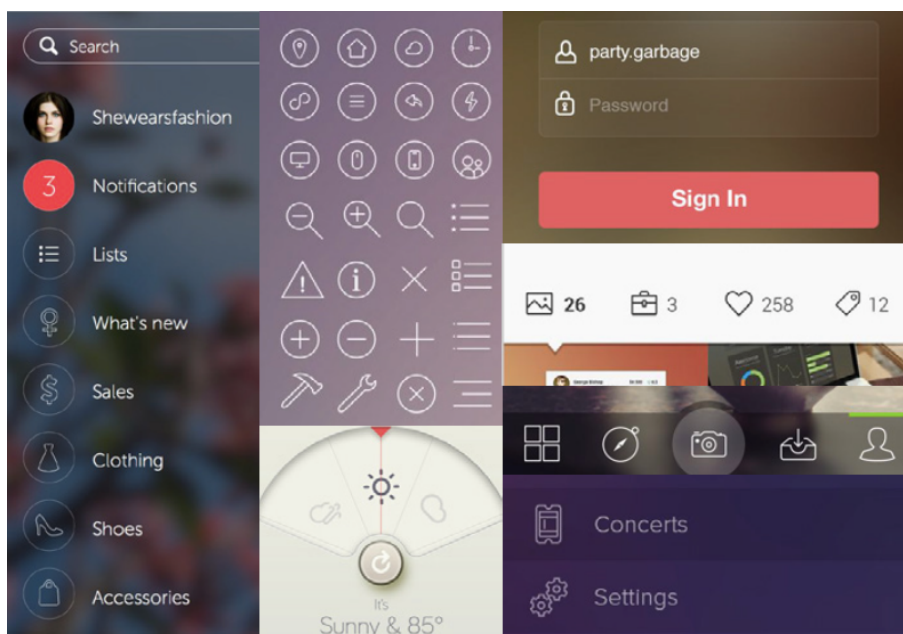 Search
Shewearsfashion
3
Notifications
Lists
What's new
Sales
Clothing
Shoes
Accessories
It's
Sunny & 85°
party.garbage
Password
Sign In
26
3
258
12
Concerts
Settings